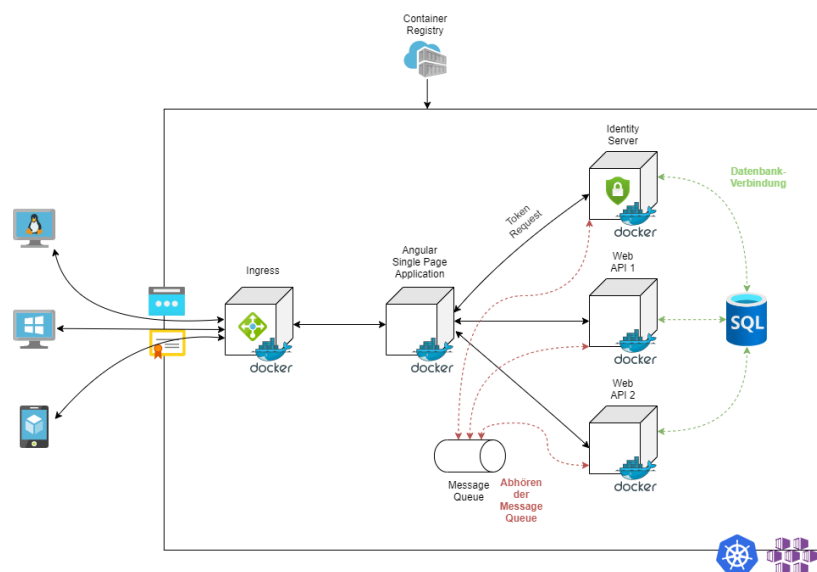 Container
Registry
Identity
Server
docker
Datenbank-
Verbindung
Token
Request
Angular
Single Page
Application
docker
Ingress
docker
Web
API 1
docker
SQL
Web
API 2
docker
Message
Queue
Abhören
der
Message
Queue